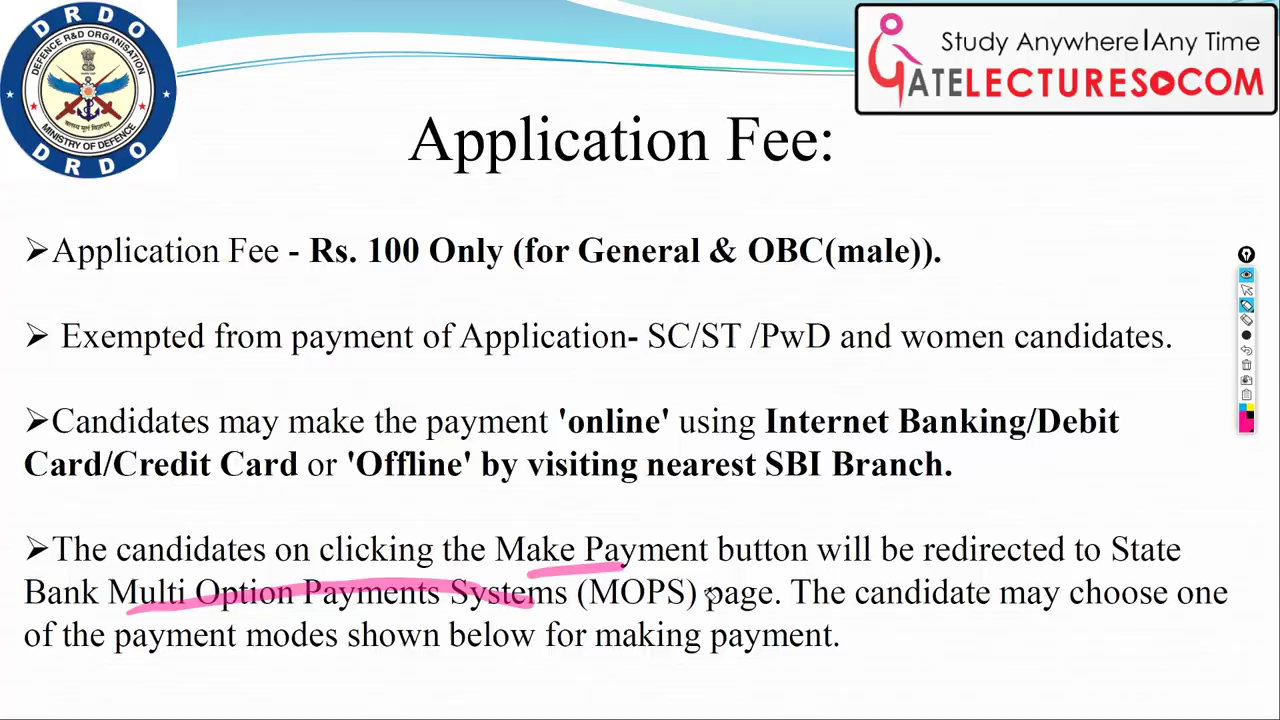 DRDO
DEFENCE R&D ORGANISATION
MINISTRY OF DEFENCE
DRDO
Study Anywhere|Any Time
GATELECTURES.COM
Application Fee:
➢Application Fee - Rs. 100 Only (for General & OBC(male)).
➢ Exempted from payment of Application- SC/ST /PwD and women candidates.
➢Candidates may make the payment 'online' using Internet Banking/Debit
Card/Credit Card or 'Offline' by visiting nearest SBI Branch.
➢The candidates on clicking the Make Payment button will be redirected to State
Bank Multi Option Payments Systems (MOPS) page. The candidate may choose one
of the payment modes shown below for making payment.